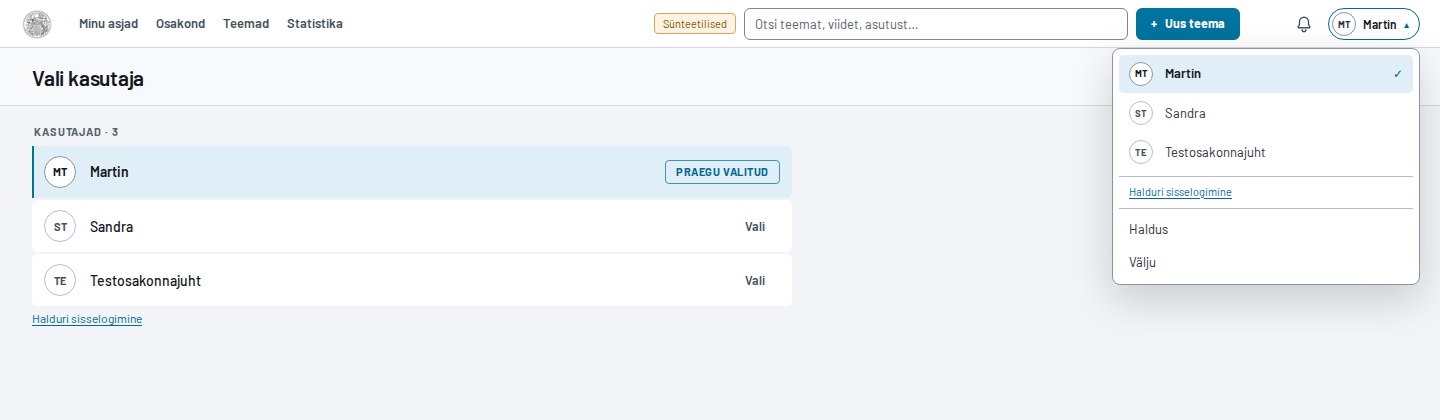 Minu asjad Osakond Teemad Statistika Sünteetilised Otsi teemat, viidet, asutust... + Uus teema MT Martin ▲
Vali kasutaja
KASUTAJAD · 3
MT Martin PRAEGU VALITUD
ST Sandra Vali
TE Testosakonnajuht Vali
Halduri sisselogimine
MT Martin ✓
ST Sandra
TE Testosakonnajuht
Halduri sisselogimine
Haldus
Välju